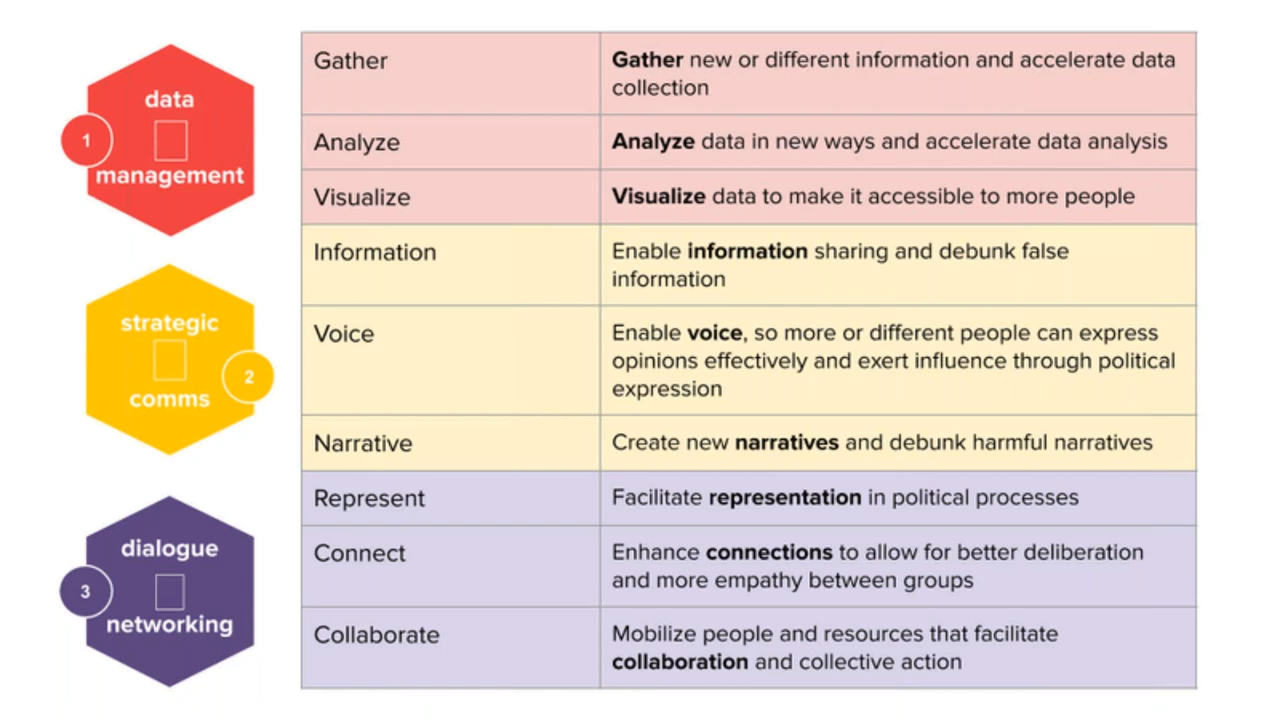 data
1
management
Gather
Gather new or different information and accelerate data
collection
Analyze
Analyze data in new ways and accelerate data analysis
Visualize
Visualize data to make it accessible to more people
strategic
2
comms
Information
Enable information sharing and debunk false
information
Voice
Enable voice, so more or different people can express
opinions effectively and exert influence through political
expression
Narrative
Create new narratives and debunk harmful narratives
dialogue
3
networking
Represent
Facilitate representation in political processes
Connect
Enhance connections to allow for better deliberation
and more empathy between groups
Collaborate
Mobilize people and resources that facilitate
collaboration and collective action